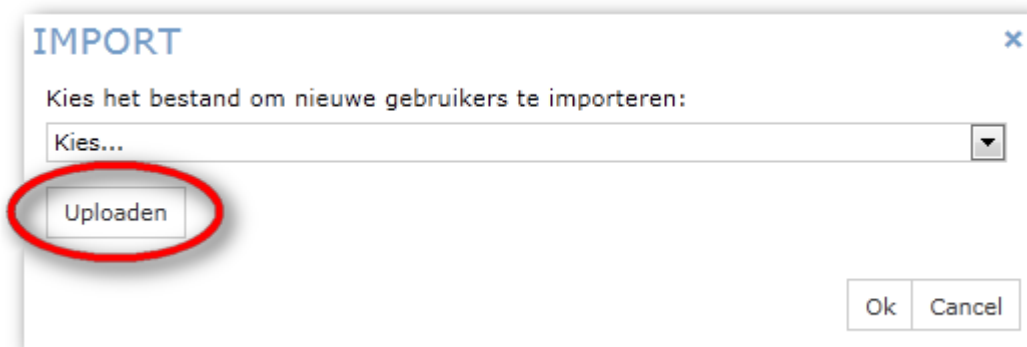 IMPORT
Kies het bestand om nieuwe gebruikers te importeren:
Kies...
Uploaden
Ok Cancel